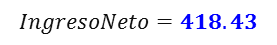 IngresoNeto = 418.43